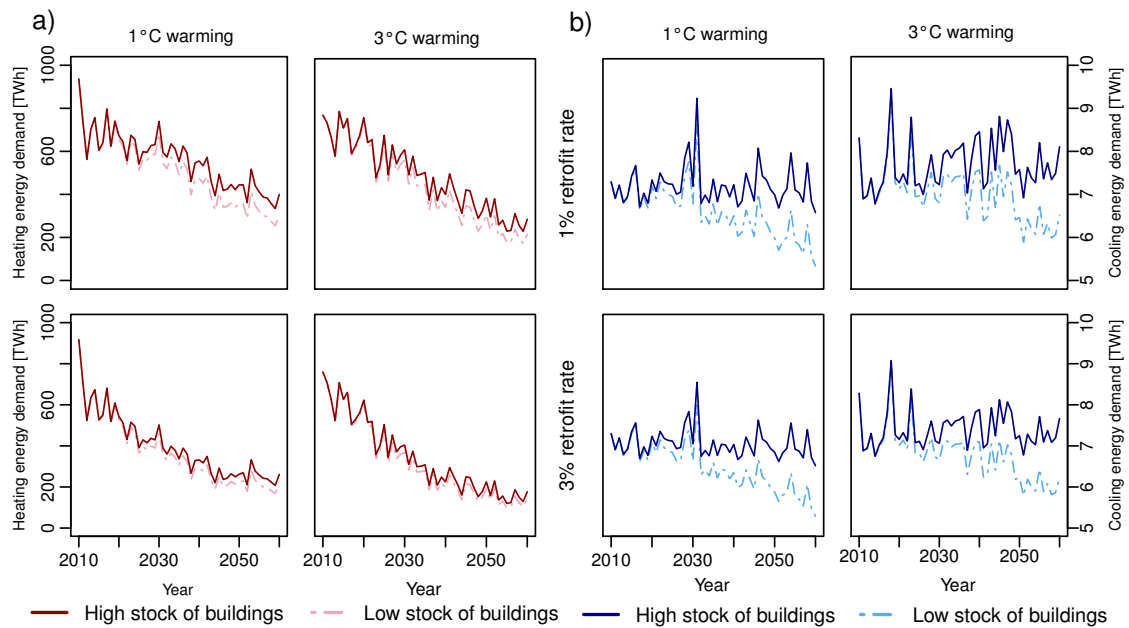 a)
1°C warming
3°C warming
b)
1°C warming
3°C warming
Heating energy demand [TWh]
0
200
600
1000
1% retrofit rate
5
6
7
8
9
10
Cooling energy demand [TWh]
Heating energy demand [TWh]
0
200
600
1000
3% retrofit rate
5
6
7
8
9
10
Cooling energy demand [TWh]
2010 2030 2050
2010 2030 2050
2010 2030 2050
2010 2030 2050
Year
Year
Year
Year
High stock of buildings
Low stock of buildings
High stock of buildings
Low stock of buildings